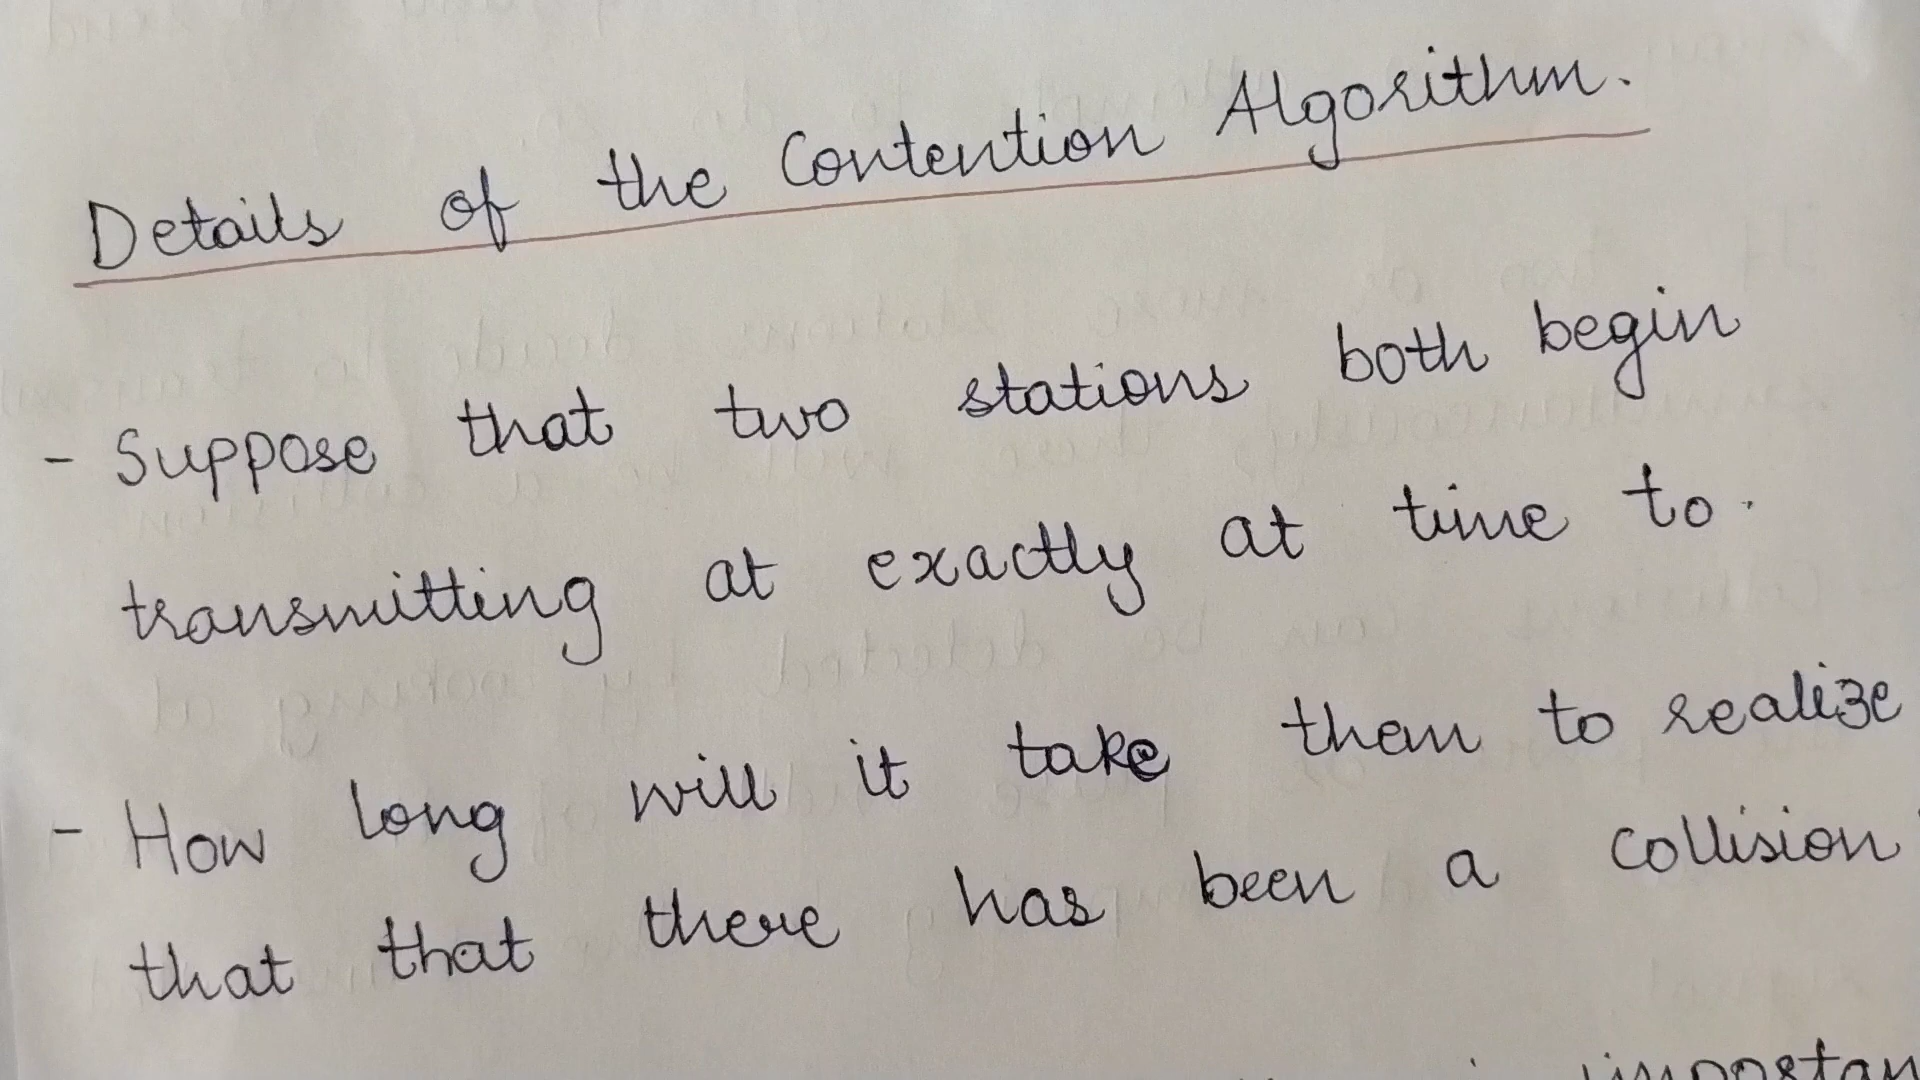 Details of the Contention Algorithm.
- Suppose that two stations both begin
transmitting at exactly at time to.
- How long will it take them to realize
that that there has been a collision